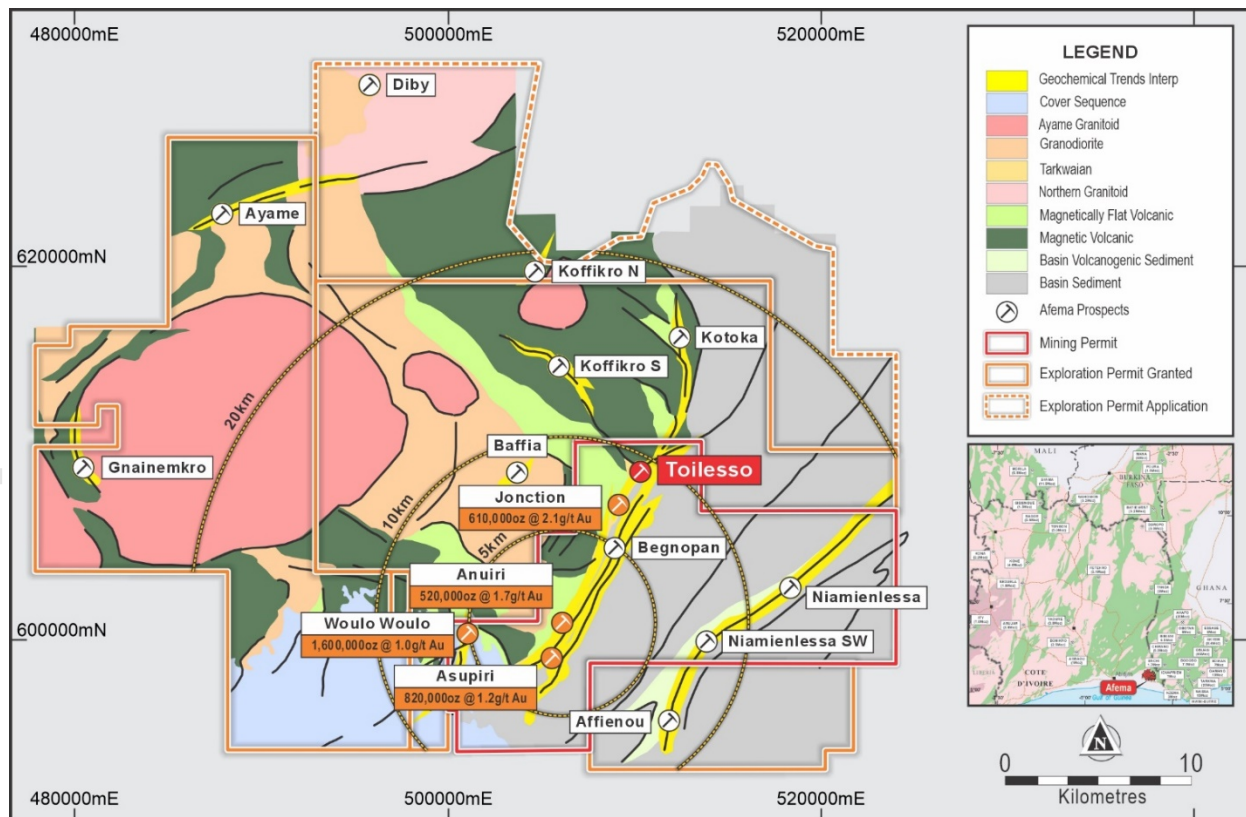 480000mE
500000mE
520000mE
620000mN
600000mN
480000mE
500000mE
520000mE
Diby
Ayame
Koffikro N
Kotoka
Koffikro S
20km
Gnainemkro
Baffia
Toilesso
Jonction
610,000oz @ 2.1g/t Au
10km
5km
Begnopan
Anuiri
520,000oz @ 1.7g/t Au
Niamienlessa
Woulo Woulo
1,600,000oz @ 1.0g/t Au
Niamienlessa SW
Asupiri
820,000oz @ 1.2g/t Au
Affienou
LEGEND
Geochemical Trends Interp
Cover Sequence
Ayame Granitoid
Granodiorite
Tarkwaian
Northern Granitoid
Magnetically Flat Volcanic
Magnetic Volcanic
Basin Volcanogenic Sediment
Basin Sediment
Afema Prospects
Mining Permit
Exploration Permit Granted
Exploration Permit Application
MALI
BURKINA
GHANA
COTE
D'IVOIRE
Afema
Gulf of Guinea
N
0
10
Kilometres